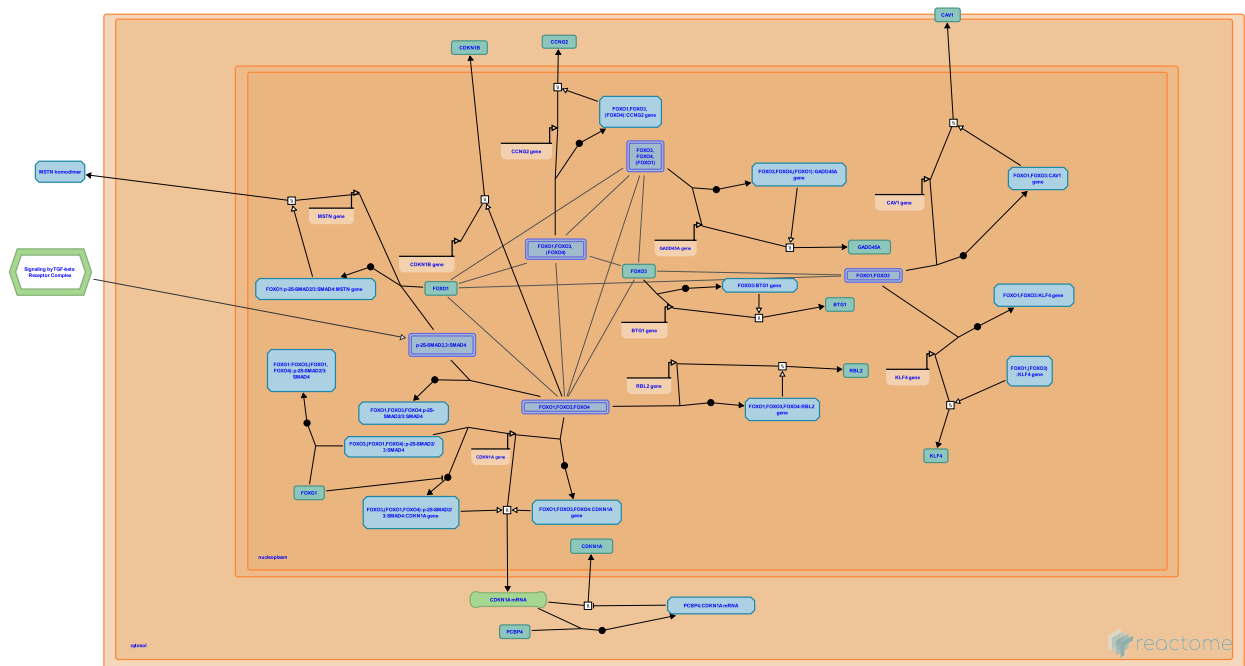 CAV1
CCNG2
CDKN1B
FOXO1,FOXO3,
(FOXO4)::CCNG2 gene
CCNG2 gene
FOXO3,
FOXO4,
(FOXO1)
MSTN homodimer
FOXO3,FOXO4,(FOXO1)::GADD45A
gene
FOXO1,FOXO3:CAV1
gene
CAV1 gene
MSTN gene
GADD45A gene
GADD45A
FOXO1,FOXO3,
(FOXO4)
CDKN1B gene
Signaling by TGF-beta
Receptor Complex
FOXO3
FOXO1,FOXO3
FOXO1:p-2S-SMAD2/3:SMAD4:MSTN gene
FOXO1
FOXO3:BTG1 gene
FOXO1,FOXO3:KLF4 gene
BTG1
BTG1 gene
p-2S-SMAD2,3:SMAD4
FOXG1:FOXO3,(FOXO1,
FOXO4)::p-2S-SMAD2/3:
SMAD4
RBL2
RBL2 gene
KLF4 gene
FOXO1,(FOXO3)
::KLF4 gene
FOXO1,FOXO3,FOXO4:p-2S-
SMAD2/3:SMAD4
FOXO1,FOXO3,FOXO4
FOXO1,FOXO3,FOXO4:RBL2
gene
FOXO3,(FOXO1,FOXO4)::p-2S-SMAD2/
3:SMAD4
CDKN1A gene
KLF4
FOXG1
FOXO3,(FOXO1,FOXO4)::p-2S-SMAD2/
3:SMAD4:CDKN1A gene
FOXO1,FOXO3,FOXO4:CDKN1A
gene
CDKN1A
nucleoplasm
CDKN1A mRNA
PCBP4:CDKN1A mRNA
PCBP4
cytosol
reactome